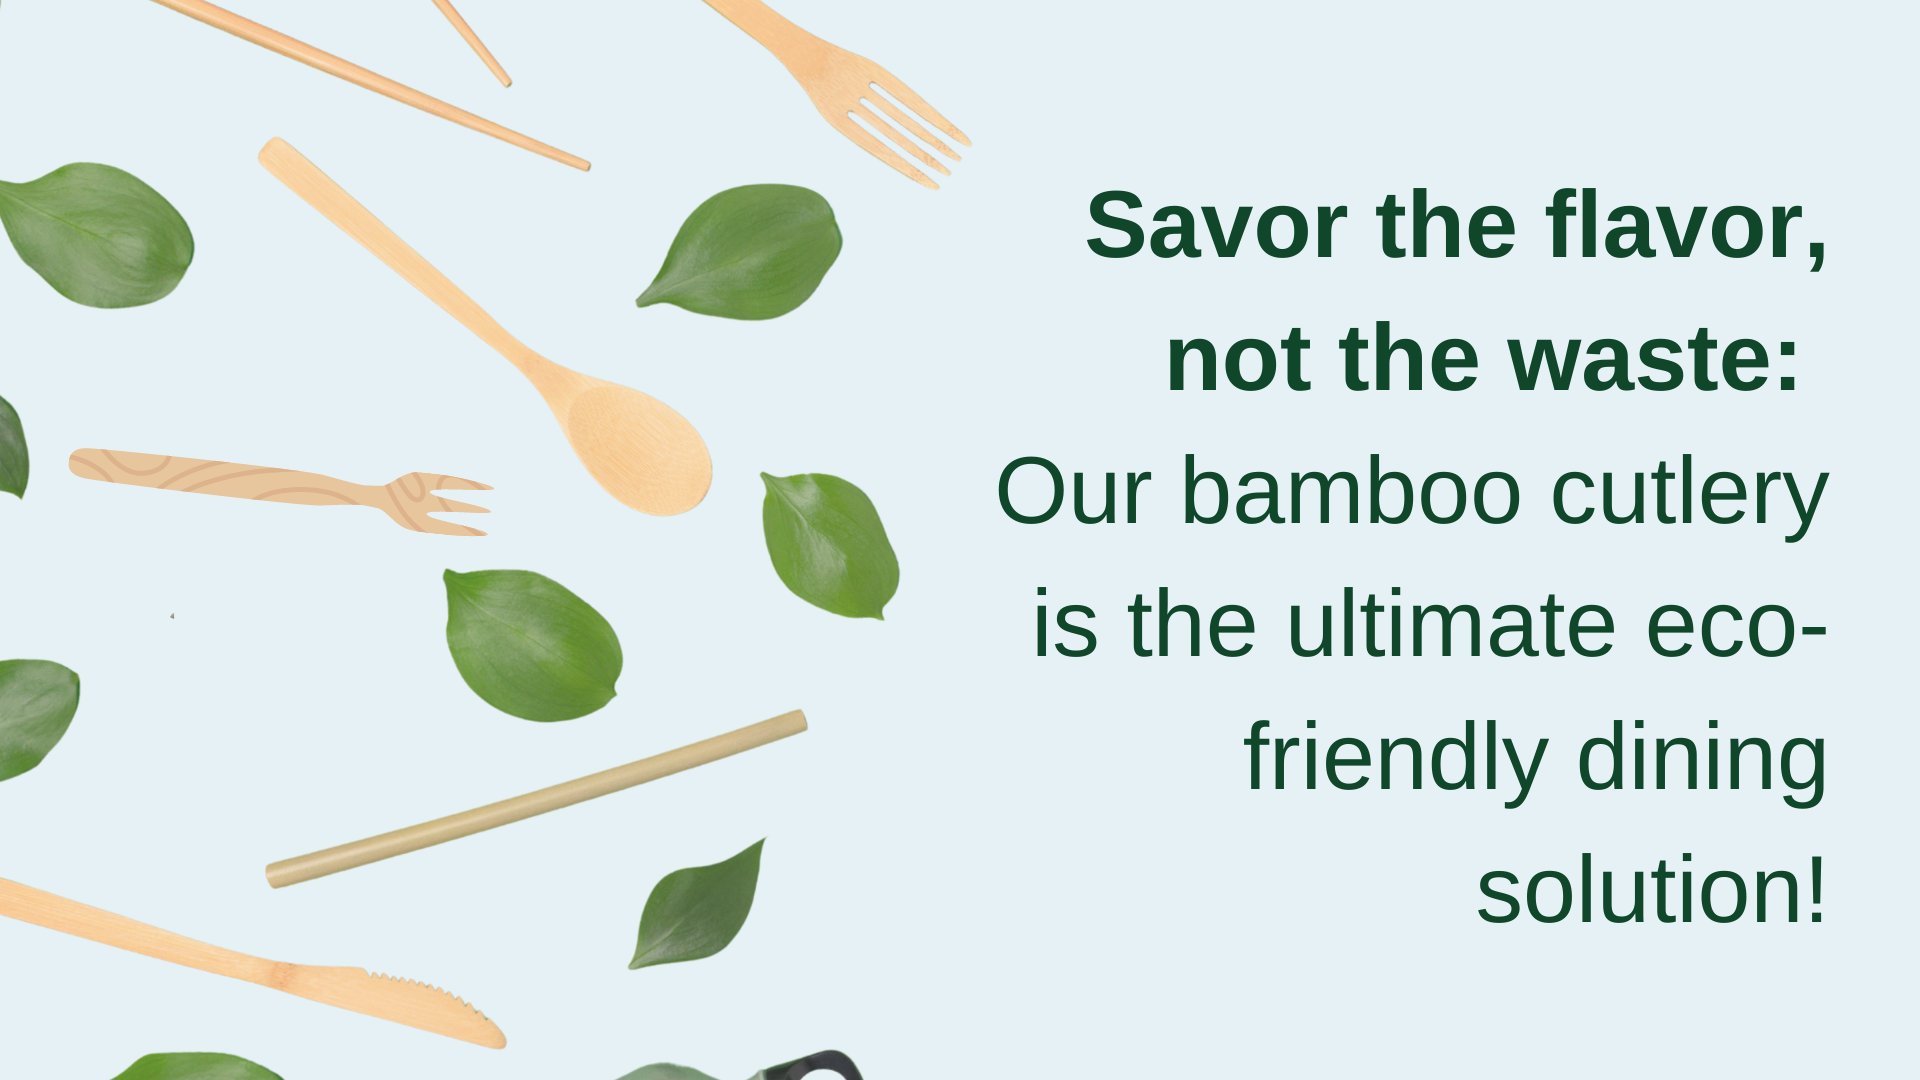 Savor the flavor,
not the waste:
Our bamboo cutlery
is the ultimate eco-
friendly dining
solution!